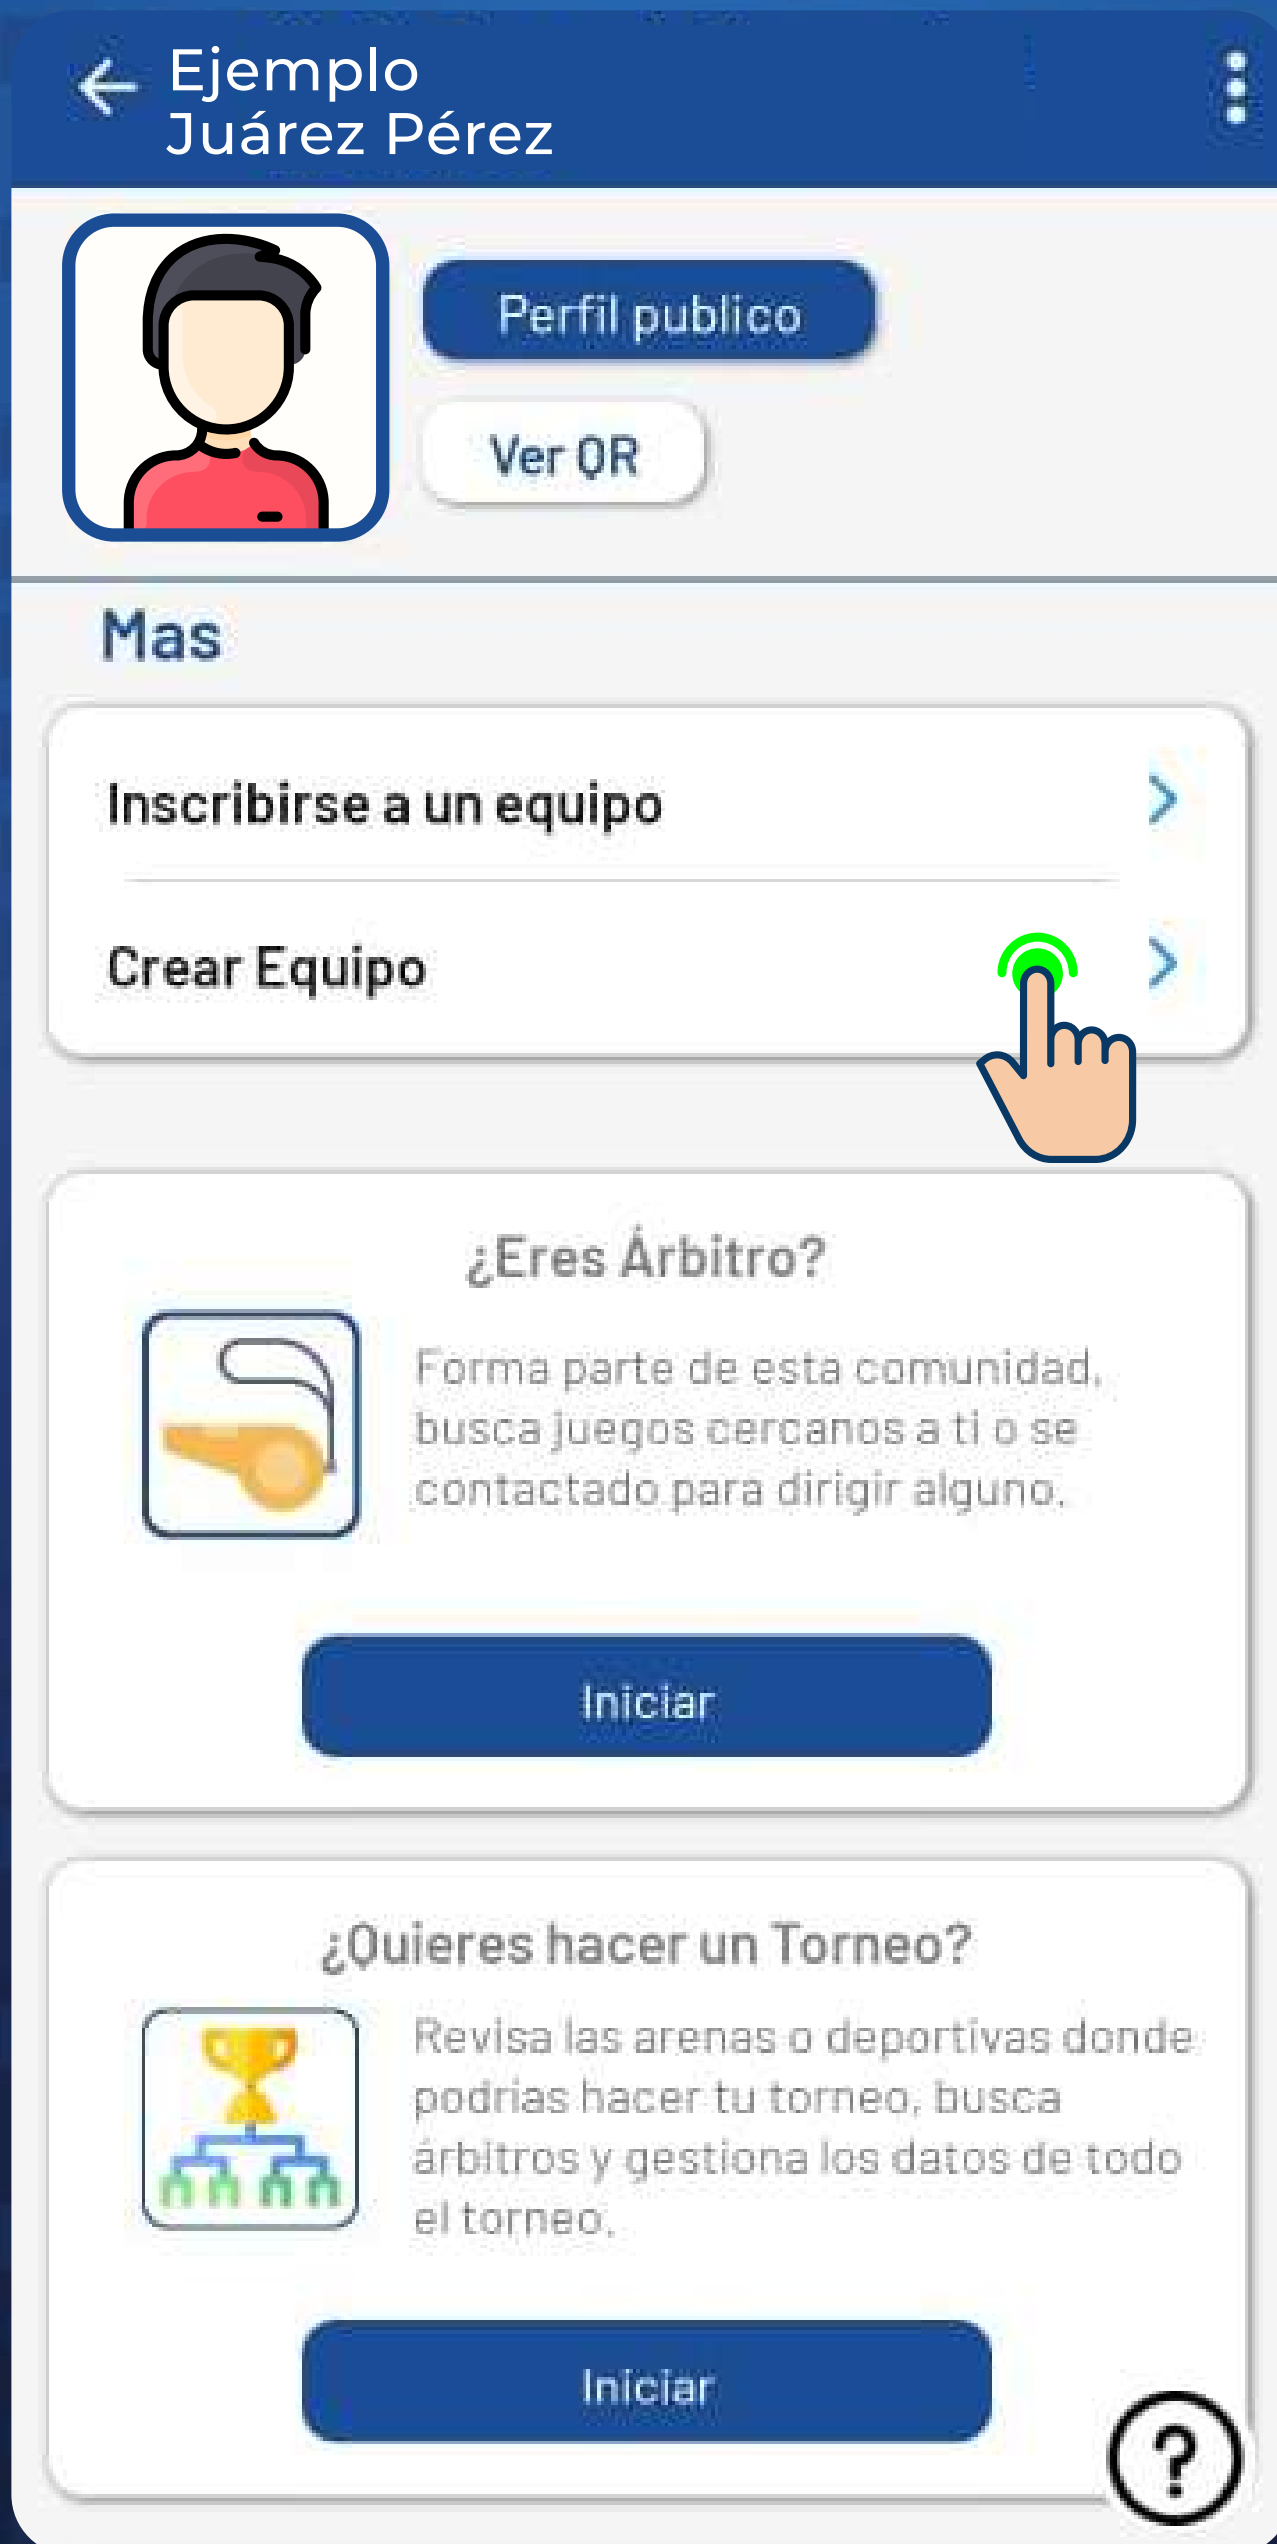 Ejemplo
Juárez Pérez
Perfil publico
Ver QR
Mas
Inscribirse a un equipo
Crear Equipo
¿Eres Árbitro?
Forma parte de esta comunidad,
busca juegos cercanos a ti o se
contactado para dirigir alguno.
Iniciar
¿Quieres hacer un Torneo?
Revisa las arenas o deportivas donde
podrias hacer tu torneo, busca
árbitros y gestiona los datos de todo
el torneo.
Iniciar
?